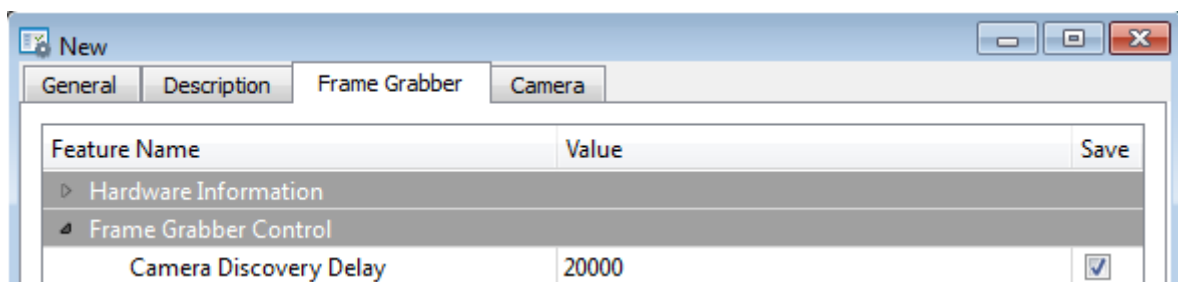 New
General Description Frame Grabber Camera
Feature Name Value Save
Hardware Information
Frame Grabber Control
Camera Discovery Delay 20000